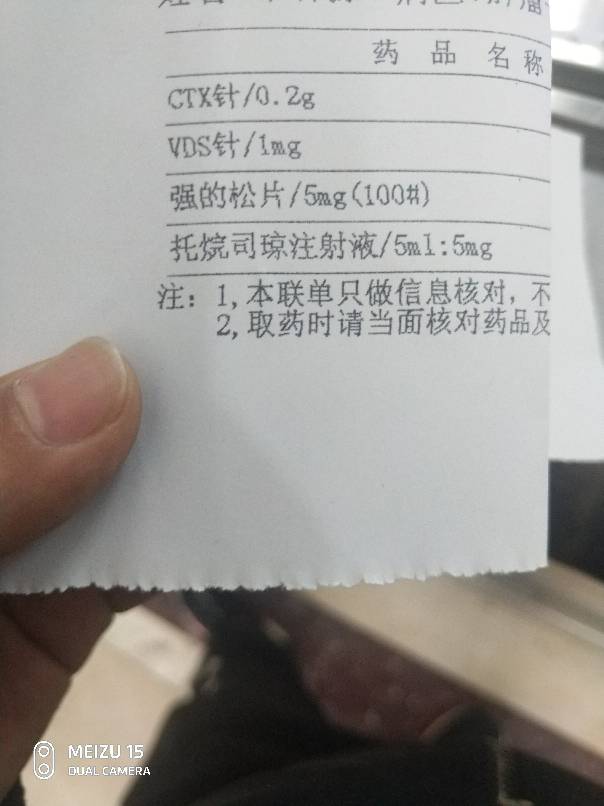 药品名称
CTX针/0.2g
VDS针/1mg
强的松片/5mg(100#)
托烷司琼注射液/5ml:5mg
注：1,本联单只做信息核对，不
2,取药时请当面核对药品及
MEIZU 15
DUAL CAMERA